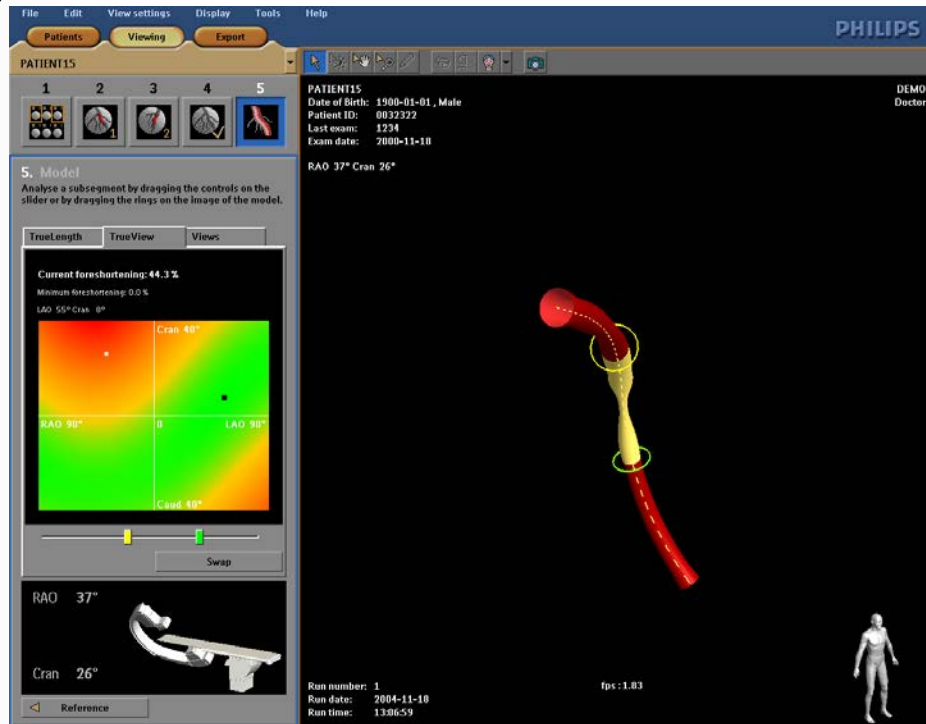 File Edit View settings Display Tools Help
Patients Viewing Export
PHILIPS
PATIENT15
1 2 3 4 5
1 2
5. Model
Analyse a subsegment by dragging the controls on the
slider or by dragging the rings on the image of the model.
TrueLength TrueView Views
Current foreshortening: 44.3 %
Minimum foreshortening: 0.0 %
LAO 55° Cran 8°
Cran 40°
RAO 90° 0 LAO 90°
Caud 40°
Swap
RAO 37°
Cran 26°
Reference
PATIENT15
Date of Birth: 1900-01-01 , Male
Patient ID: 0032322
Last exam: 1234
Exam date: 2000-11-18
RAO 37° Cran 26°
DEMO
Doctor
Run number: 1
Run date: 2004-11-18
Run time: 13:06:59
fps : 1.83